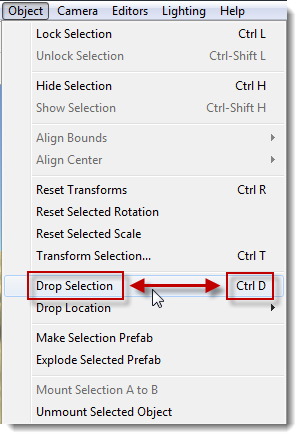 Object Camera Editors Lighting Help
Lock Selection Ctrl L
Unlock Selection Ctrl-Shift L
Hide Selection Ctrl H
Show Selection Ctrl-Shift H
Align Bounds
Align Center
Reset Transforms Ctrl R
Reset Selected Rotation
Reset Selected Scale
Transform Selection... Ctrl T
Drop Selection Ctrl D
Drop Location
Make Selection Prefab
Explode Selected Prefab
Mount Selection A to B
Unmount Selected Object